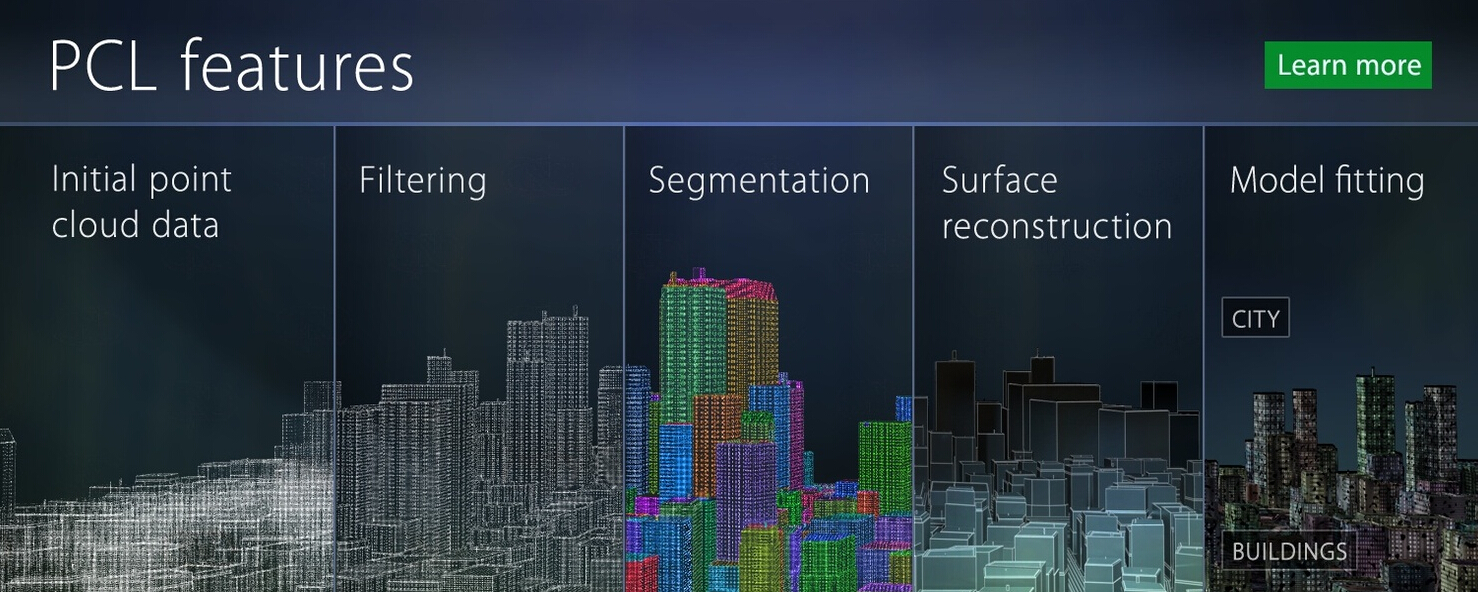 PCL features
Learn more
Initial point
cloud data
Filtering
Segmentation
Surface
reconstruction
Model fitting
CITY
BUILDINGS